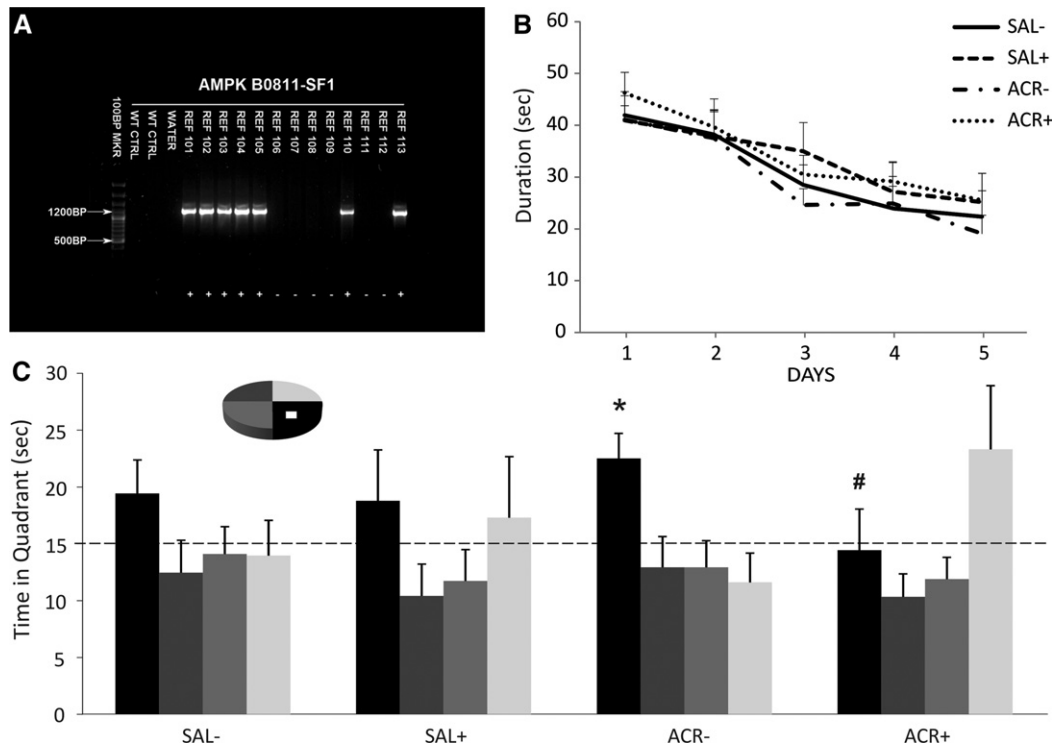 A
AMPK B0811-SF1
100BP MKR
WT CTRL
WT CTRL
WATER
REF 101
REF 102
REF 103
REF 104
REF 105
REF 106
REF 107
REF 108
REF 109
REF 110
REF 111
REF 112
REF 113
1200BP
500BP
+ + + + + - - - - + - - +
B
Duration (sec)
60
50
40
30
20
10
0
1 2 3 4 5
DAYS
SAL-
SAL+
ACR-
ACR+
C
Time in Quadrant (sec)
30
25
20
15
10
5
0
*
#
SAL- SAL+ ACR- ACR+